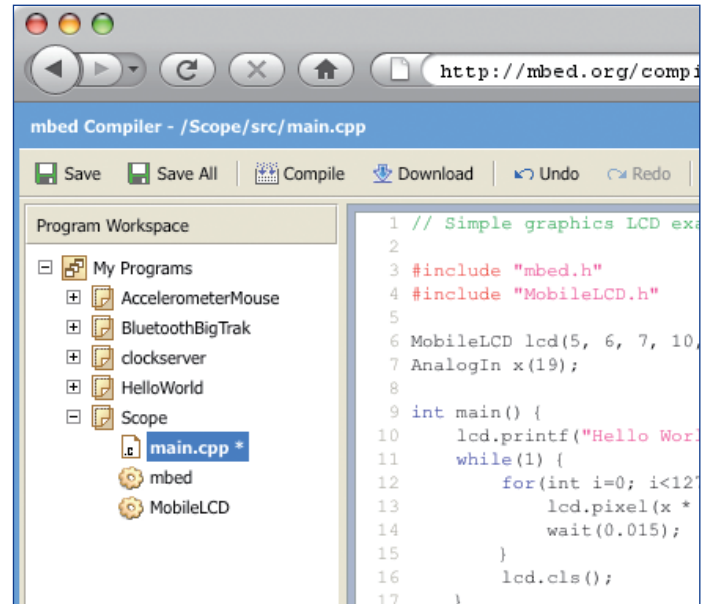 http://mbed.org/compi
mbed Compiler - /Scope/src/main.cpp
Save Save All Compile Download Undo Redo
Program Workspace
My Programs
AccelerometerMouse
BluetoothBigTrak
clockserver
HelloWorld
Scope
main.cpp *
mbed
MobileLCD
1 // Simple graphics LCD exa
2
3 #include "mbed.h"
4 #include "MobileLCD.h"
5
6 MobileLCD lcd(5, 6, 7, 10,
7 AnalogIn x(19);
8
9 int main() {
10 lcd.printf("Hello Worl
11 while(1) {
12 for(int i=0; i<127
13 lcd.pixel(x *
14 wait(0.015);
15 }
16 lcd.cls();
17 }